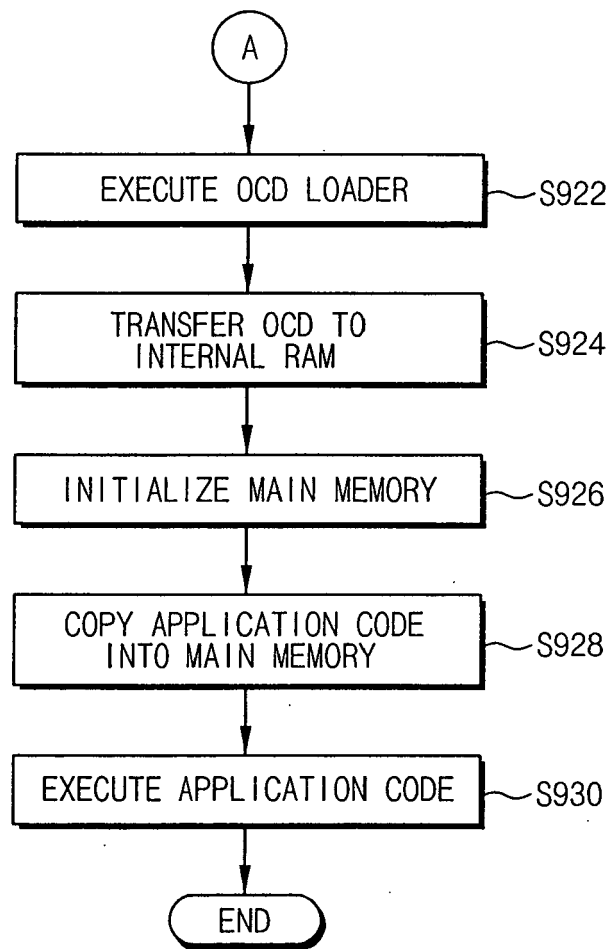 A
EXECUTE OCD LOADER
S922
TRANSFER OCD TO
INTERNAL RAM
S924
INITIALIZE MAIN MEMORY
S926
COPY APPLICATION CODE
INTO MAIN MEMORY
S928
EXECUTE APPLICATION CODE
S930
END